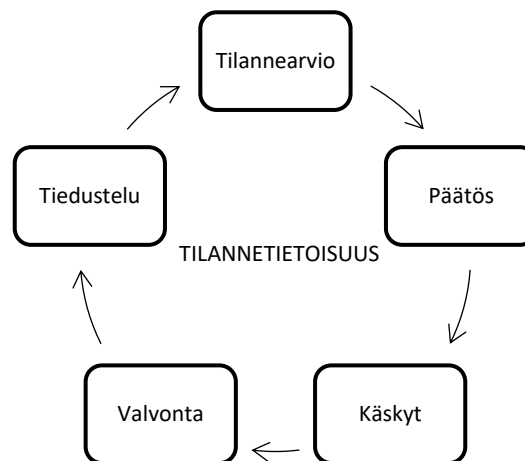 Tilannearvio
Tiedustelu
Päätös
TILANNETIETOISUUS
Valvonta
Käskyt